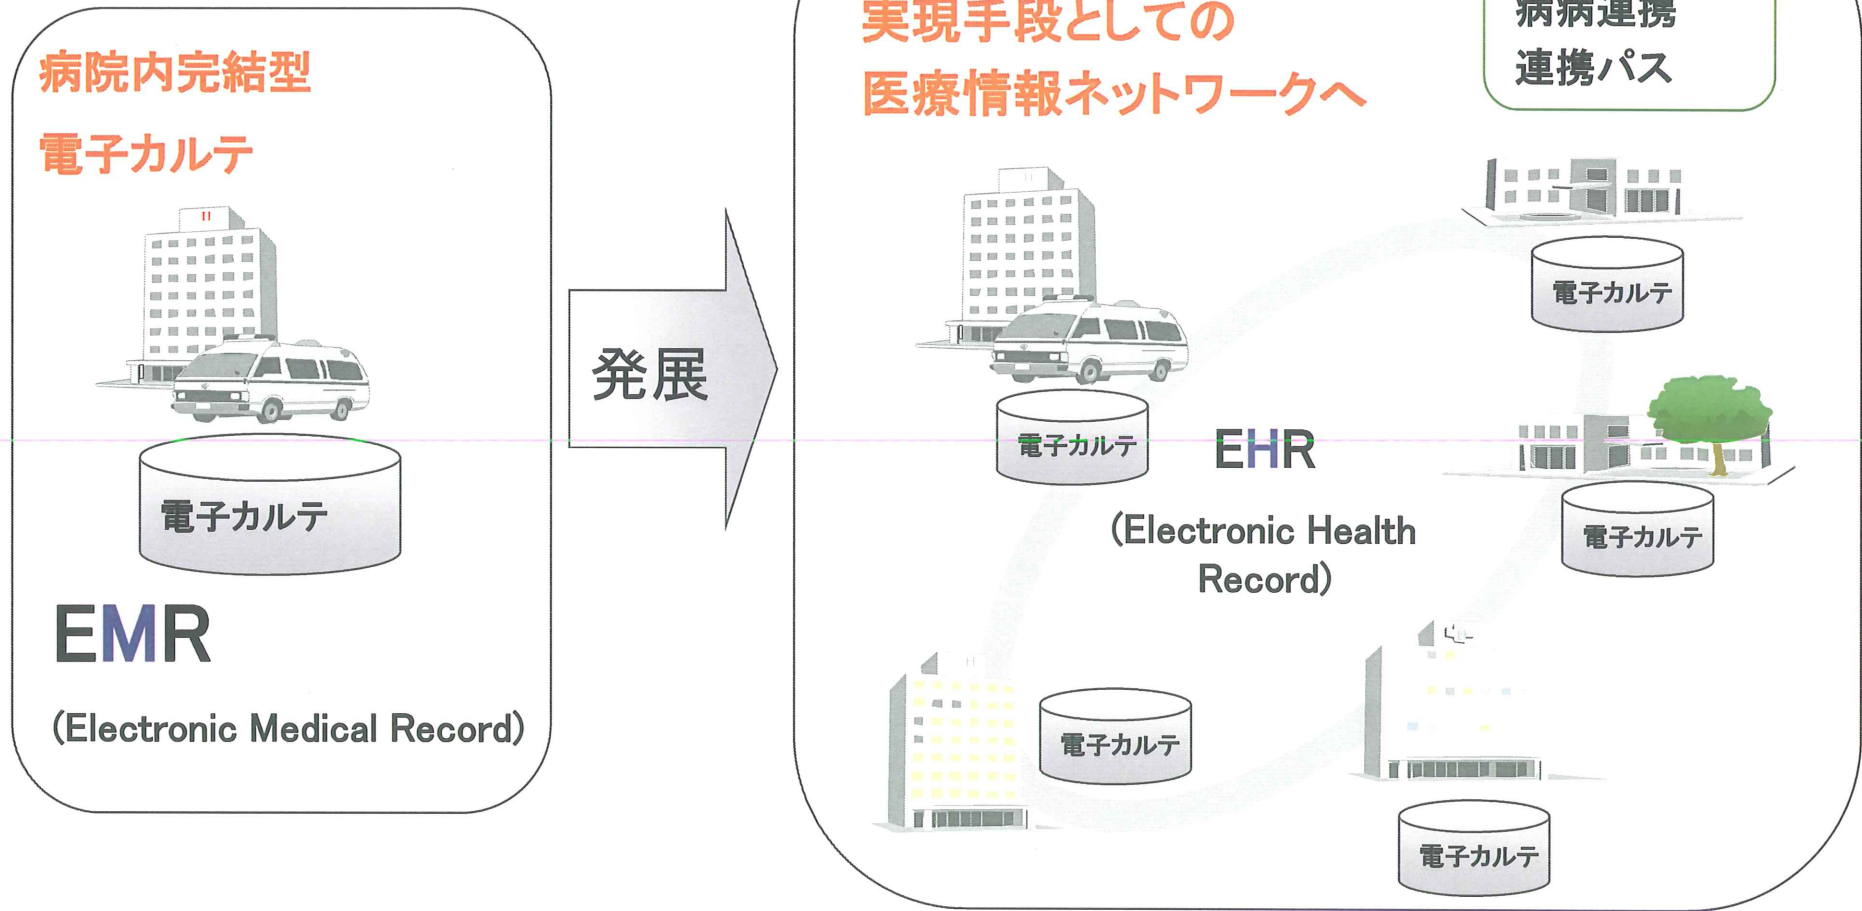 病院内完結型
電子カルテ
電子カルテ
EMR
(Electronic Medical Record)
発展
実現手段としての
医療情報ネットワークへ
病病連携
連携パス
電子カルテ
電子カルテ
EHR
(Electronic Health
Record)
電子カルテ
電子カルテ
電子カルテ